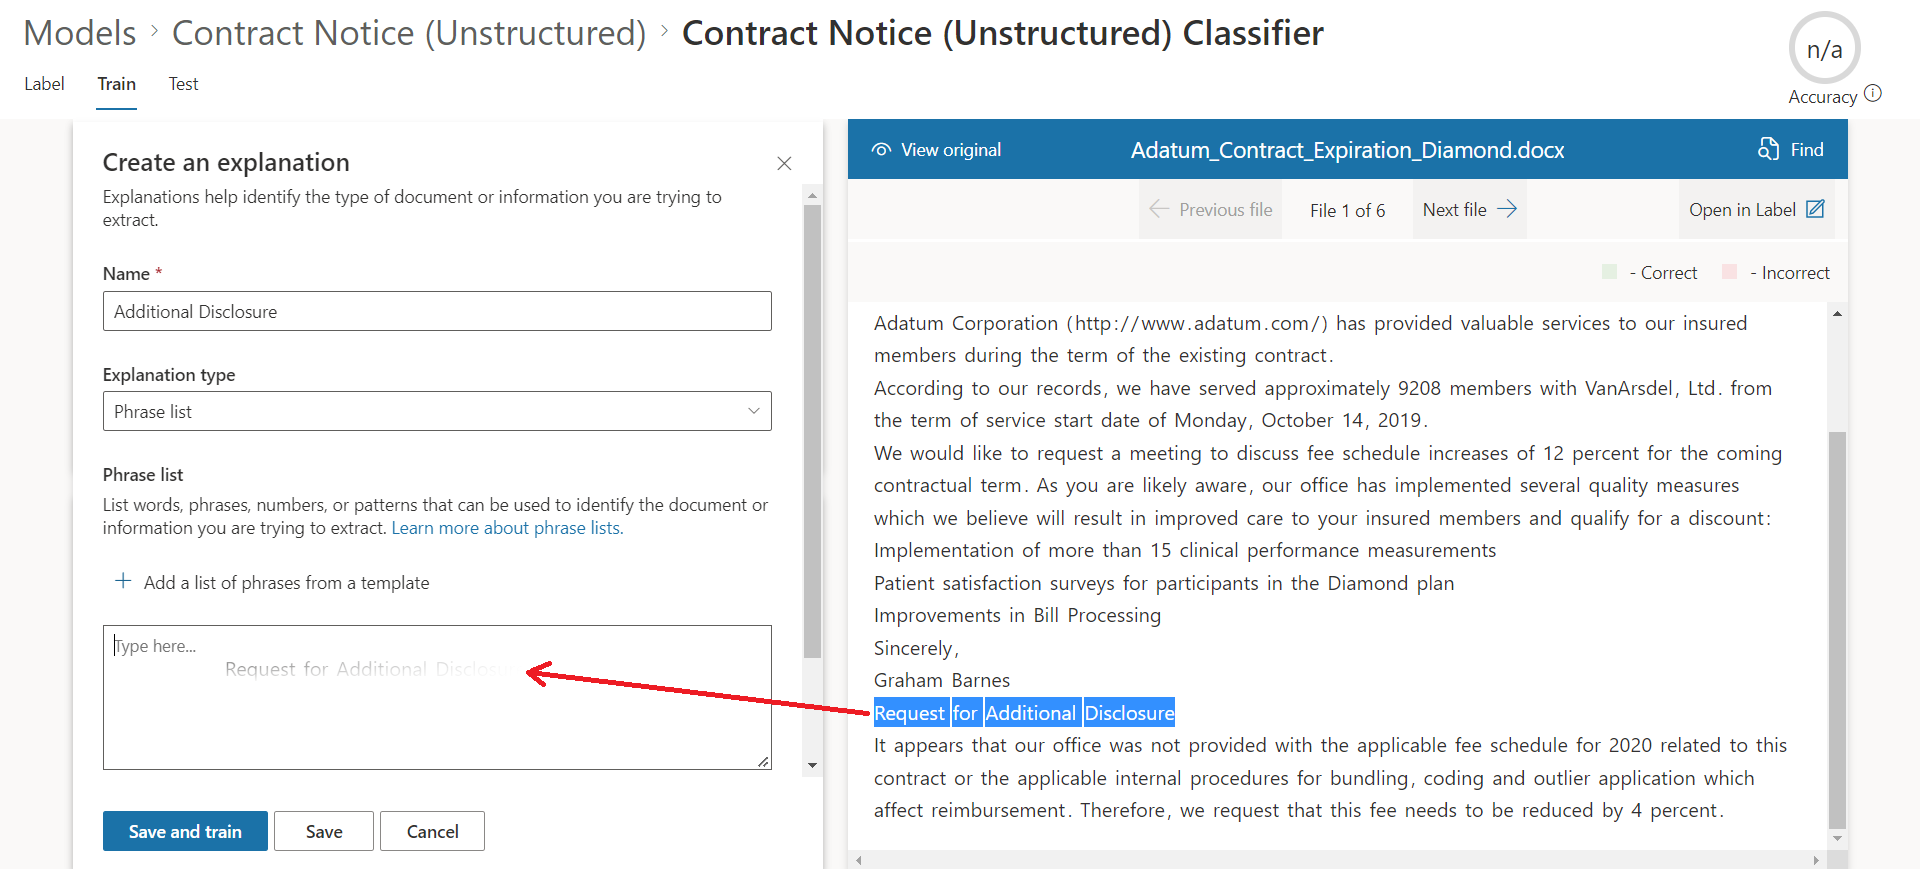 Models > Contract Notice (Unstructured) > Contract Notice (Unstructured) Classifier
n/a
Accuracy
Label Train Test
Create an explanation
Explanations help identify the type of document or information you are trying to
extract.
Name *
Additional Disclosure
Explanation type
Phrase list
Phrase list
List words, phrases, numbers, or patterns that can be used to identify the document or
information you are trying to extract. Learn more about phrase lists.
+ Add a list of phrases from a template
Type here...
Request for Additional Disclosure
Save and train Save Cancel
View original Adatum_Contract_Expiration_Diamond.docx Find
Previous file File 1 of 6 Next file Open in Label
- Correct - Incorrect
Adatum Corporation (http://www.adatum.com/) has provided valuable services to our insured
members during the term of the existing contract.
According to our records, we have served approximately 9208 members with VanArsdel, Ltd. from
the term of service start date of Monday, October 14, 2019.
We would like to request a meeting to discuss fee schedule increases of 12 percent for the coming
contractual term. As you are likely aware, our office has implemented several quality measures
which we believe will result in improved care to your insured members and qualify for a discount:
Implementation of more than 15 clinical performance measurements
Patient satisfaction surveys for participants in the Diamond plan
Improvements in Bill Processing
Sincerely,
Graham Barnes
Request for Additional Disclosure
It appears that our office was not provided with the applicable fee schedule for 2020 related to this
contract or the applicable internal procedures for bundling, coding and outlier application which
affect reimbursement. Therefore, we request that this fee needs to be reduced by 4 percent.